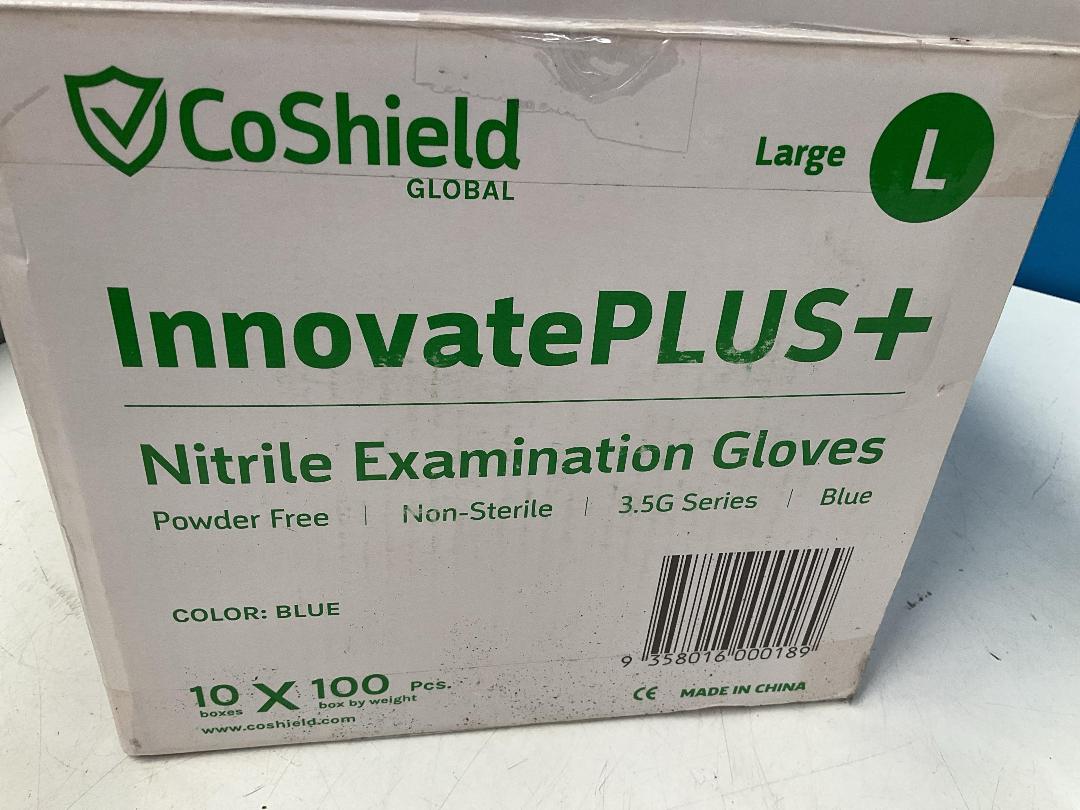 CoShield
GLOBAL
Large L
InnovatePLUS+
Nitrile Examination Gloves
Powder Free | Non-Sterile | 3.5G Series | Blue
COLOR: BLUE
9 358016 000189
10 X 100 Pcs.
boxes box by weight
CE MADE IN CHINA
www.coshield.com